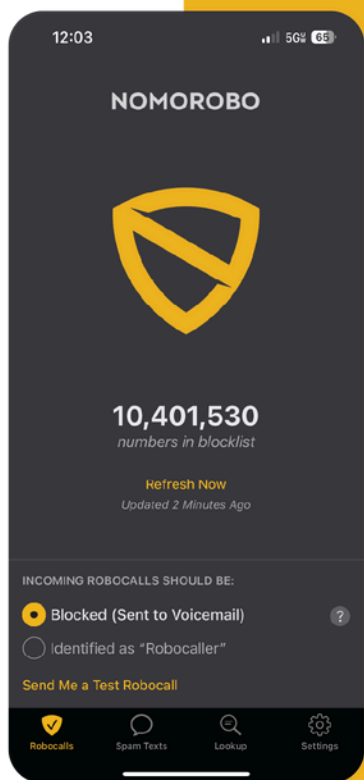 12:03
5G 65
NOMOROBO
10,401,530
numbers in blocklist
Refresh Now
Updated 2 Minutes Ago
INCOMING ROBOCALLS SHOULD BE:
Blocked (Sent to Voicemail)
?
Identified as “Robocaller”
Send Me a Test Robocall
Robocalls
Spam Texts
Lookup
Settings